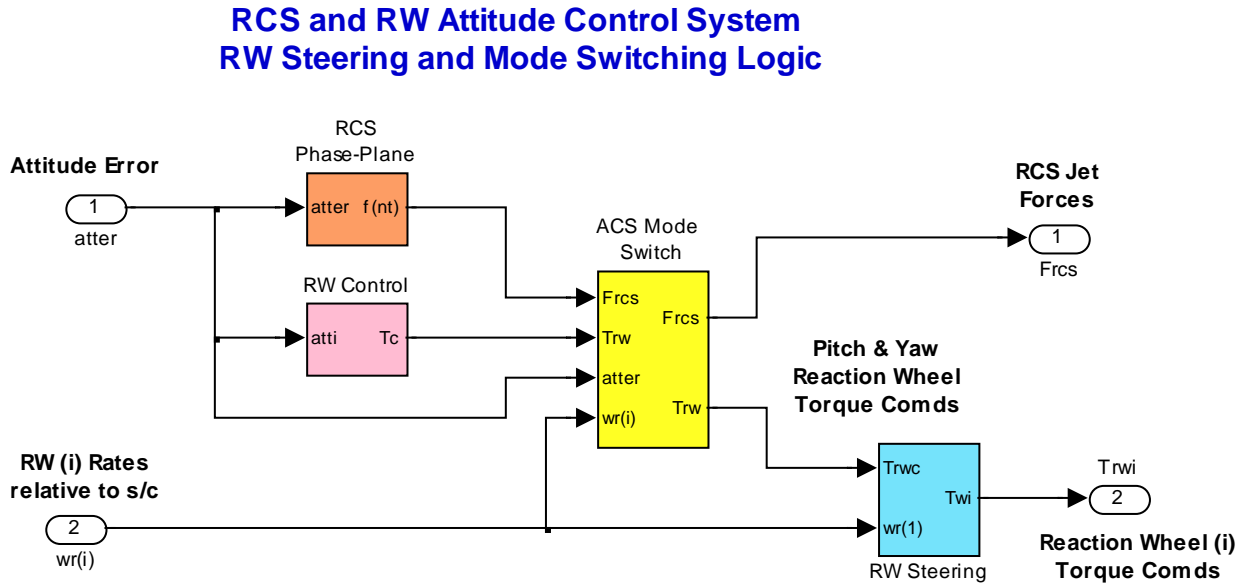 RCS and RW Attitude Control System
RW Steering and Mode Switching Logic
RCS
Phase-Plane
Attitude Error
1
atter
atter f(nt)
RW Control
atti Tc
ACS Mode
Switch
Frcs
Trw
atter
wr(i)
Frcs
Trw
RCS Jet
Forces
1
Frcs
Pitch & Yaw
Reaction Wheel
Torque Comds
RW (i) Rates
relative to s/c
2
wr(i)
Trwc
wr(1)
Twi
RW Steering
Trwi
2
Reaction Wheel (i)
Torque Comds